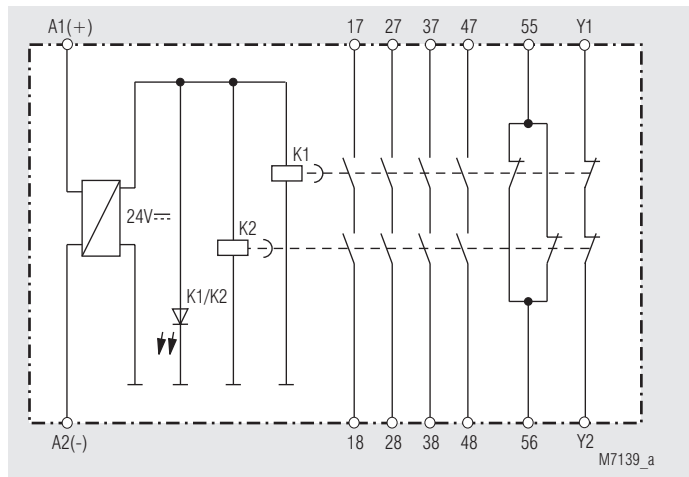 A1(+) 17 27 37 47 55 Y1
K1
24V
K2
K1/K2
A2(-) 18 28 38 48 56 Y2
M7139_a